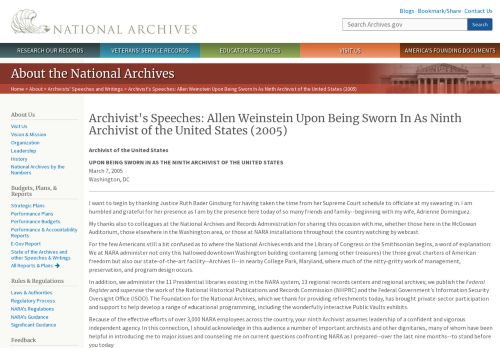 NATIONAL ARCHIVES
Blogs · Bookmark/Share · Contact Us
Search Archives.gov
Search
RESEARCH OUR RECORDS
VETERANS' SERVICE RECORDS
EDUCATOR RESOURCES
VISIT US
AMERICA'S FOUNDING DOCUMENTS
About the National Archives
Home > About > Archivists' Speeches and Writings > Archivist's Speeches: Allen Weinstein Upon Being Sworn In As Ninth Archivist of the United States (2005)
About Us
Visit Us
Vision & Mission
Organization
Leadership
History
National Archives by the
Numbers
Budgets, Plans, &
Reports
Strategic Plans
Performance Plans
Performance Budgets
Performance & Accountability
Reports
E-Gov Report
State of the Archives and
other Speeches & Writings
All Reports & Plans
Rules & Regulations
Laws & Authorities
Regulatory Process
NARA's Regulations
NARA's Guidance
Significant Guidance
Feedback
Archivist's Speeches: Allen Weinstein Upon Being Sworn In As Ninth
Archivist of the United States (2005)
Archivist of the United States
UPON BEING SWORN IN AS THE NINTH ARCHIVIST OF THE UNITED STATES
March 7, 2005
Washington, DC
I want to begin by thanking Justice Ruth Bader Ginsburg for having taken the time from her Supreme Court schedule to officiate at my swearing in. I am
humbled and grateful for her presence as I am by the presence here today of so many friends and family--beginning with my wife, Adrienne Dominguez.
My thanks also to colleagues at the National Archives and Records Administration for sharing this occasion with me, whether those here in the McGowan
Auditorium, those elsewhere in the Washington area, or those at NARA installations throughout the country watching by webcast.
For the few Americans still a bit confused as to where the National Archives ends and the Library of Congress or the Smithsonian begins, a word of explanation:
We at NARA administer not only this hallowed downtown Washington building containing (among other treasures) the three great charters of American
freedom but also our state-of-the-art facility--Archives II--in nearby College Park, Maryland, where much of the nitty-gritty work of management,
preservation, and program design occurs.
In addition, we administer the 11 Presidential libraries existing in the NARA system, 13 regional records centers and regional archives, we publish the Federal
Register and supervise the work of the National Historical Publications and Records Commission (NHPRC) and the Federal Government's Information Security
Oversight Office (ISOO). The Foundation for the National Archives, which we thank for providing refreshments today, has brought private-sector participation
and support to help develop a range of educational programming, including the wonderfully interactive Public Vaults exhibits.
Because of the effective efforts of over 3,000 NARA employees across the country, your ninth Archivist assumes leadership of a confident and vigorous
independent agency. In this connection, I should acknowledge in this audience a number of important archivists and other dignitaries, many of whom have been
helpful in introducing me to major issues and counseling me on current questions confronting NAARA as I prepared--over the last nine months--to stand before
you today